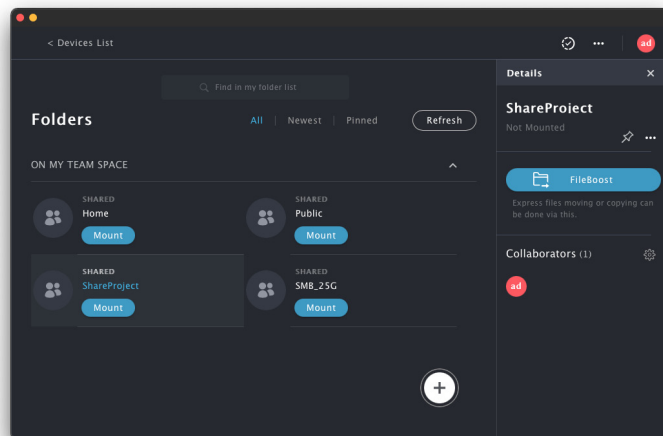 < Devices List
ad
Find in my folder list
Folders
All | Newest | Pinned
Refresh
ON MY TEAM SPACE
SHARED
Home
Mount
SHARED
Public
Mount
SHARED
ShareProject
Mount
SHARED
SMB_25G
Mount
Details
ShareProject
Not Mounted
FileBoost
Express files moving or copying can
be done via this.
Collaborators (1)
ad